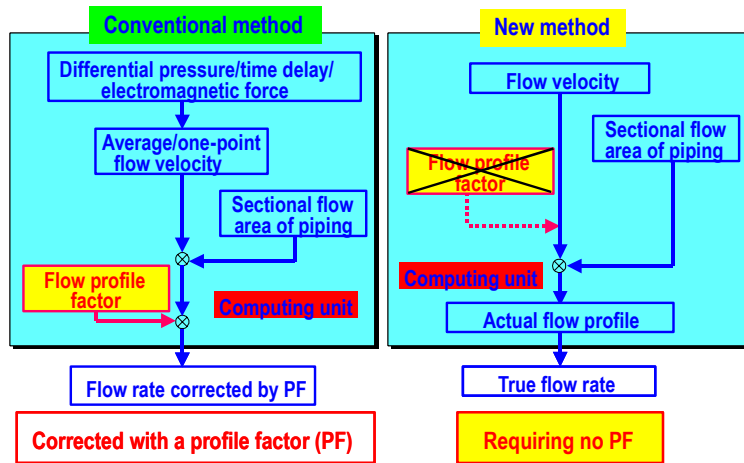 Conventional method
Differential pressure/time delay/
electromagnetic force
Average/one-point
flow velocity
Sectional flow
area of piping
Flow profile
factor
Computing unit
Flow rate corrected by PF
Corrected with a profile factor (PF)
New method
Flow velocity
Sectional flow
area of piping
Flow profile
factor
Computing unit
Actual flow profile
True flow rate
Requiring no PF